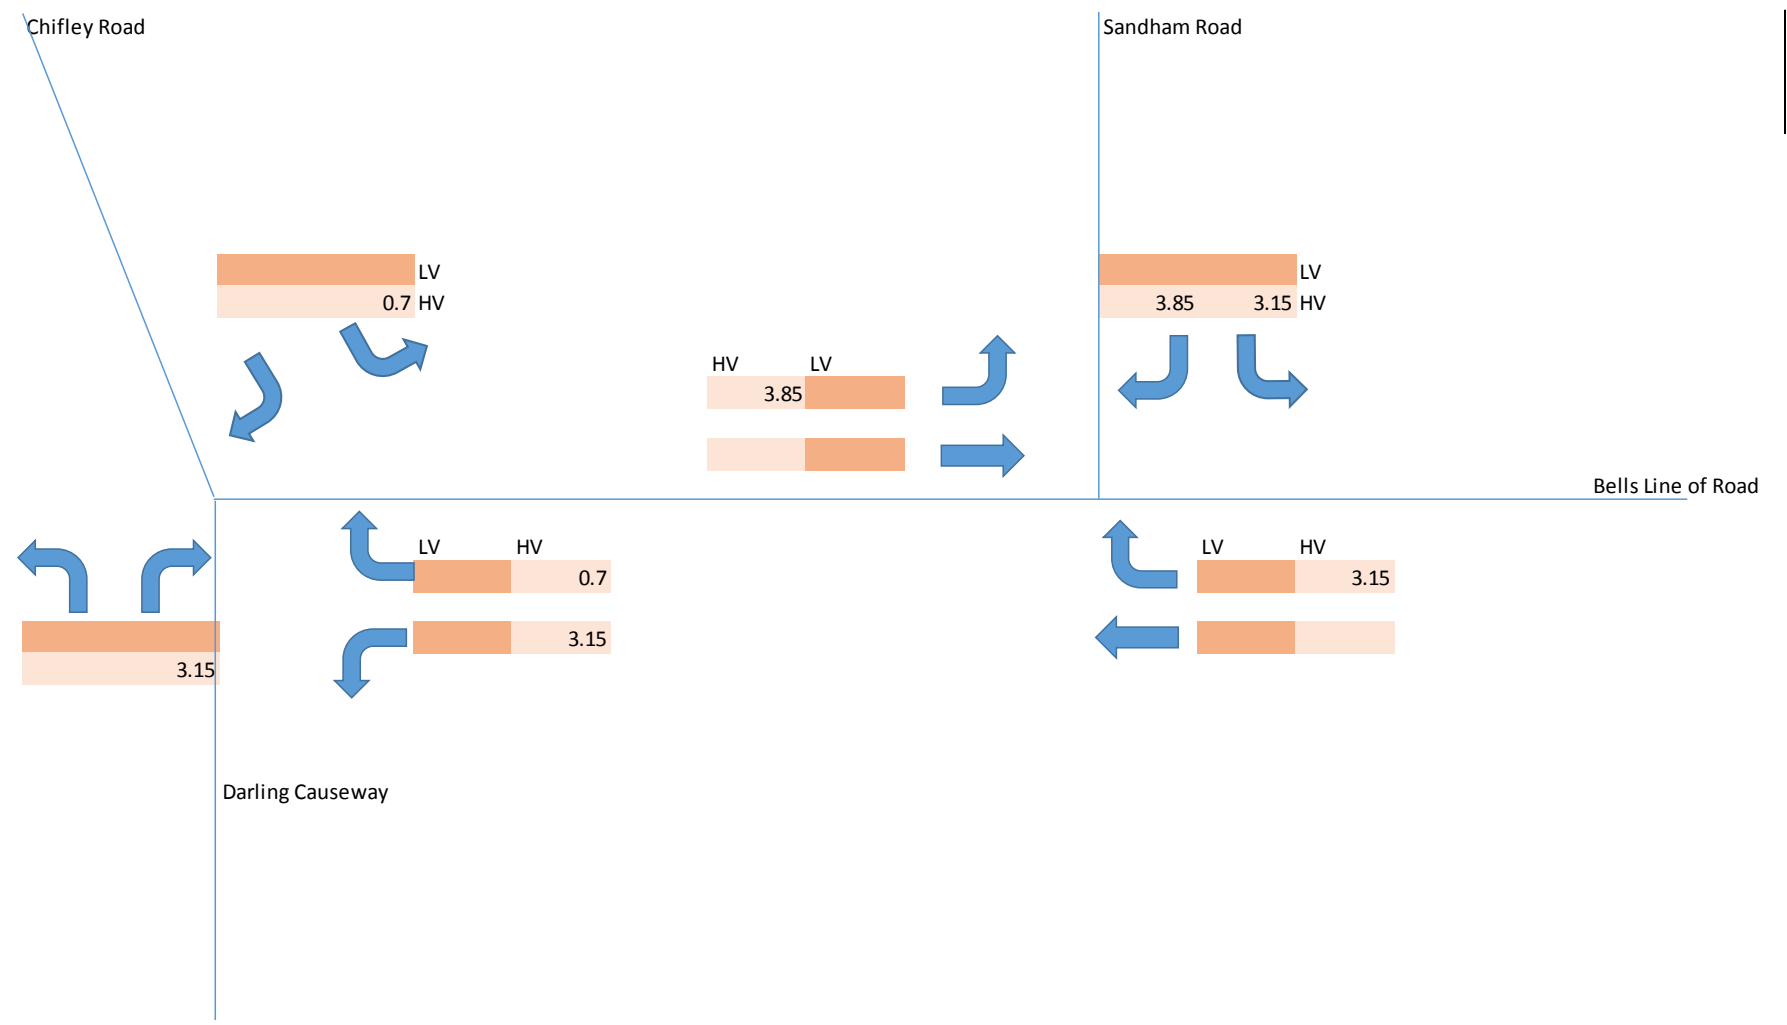 Chifley Road
Sandham Road
LV
0.7 HV
LV
3.85 3.15 HV
HV LV
3.85
Bells Line of Road
LV HV
0.7
3.15
LV HV
3.15
3.15
Darling Causeway